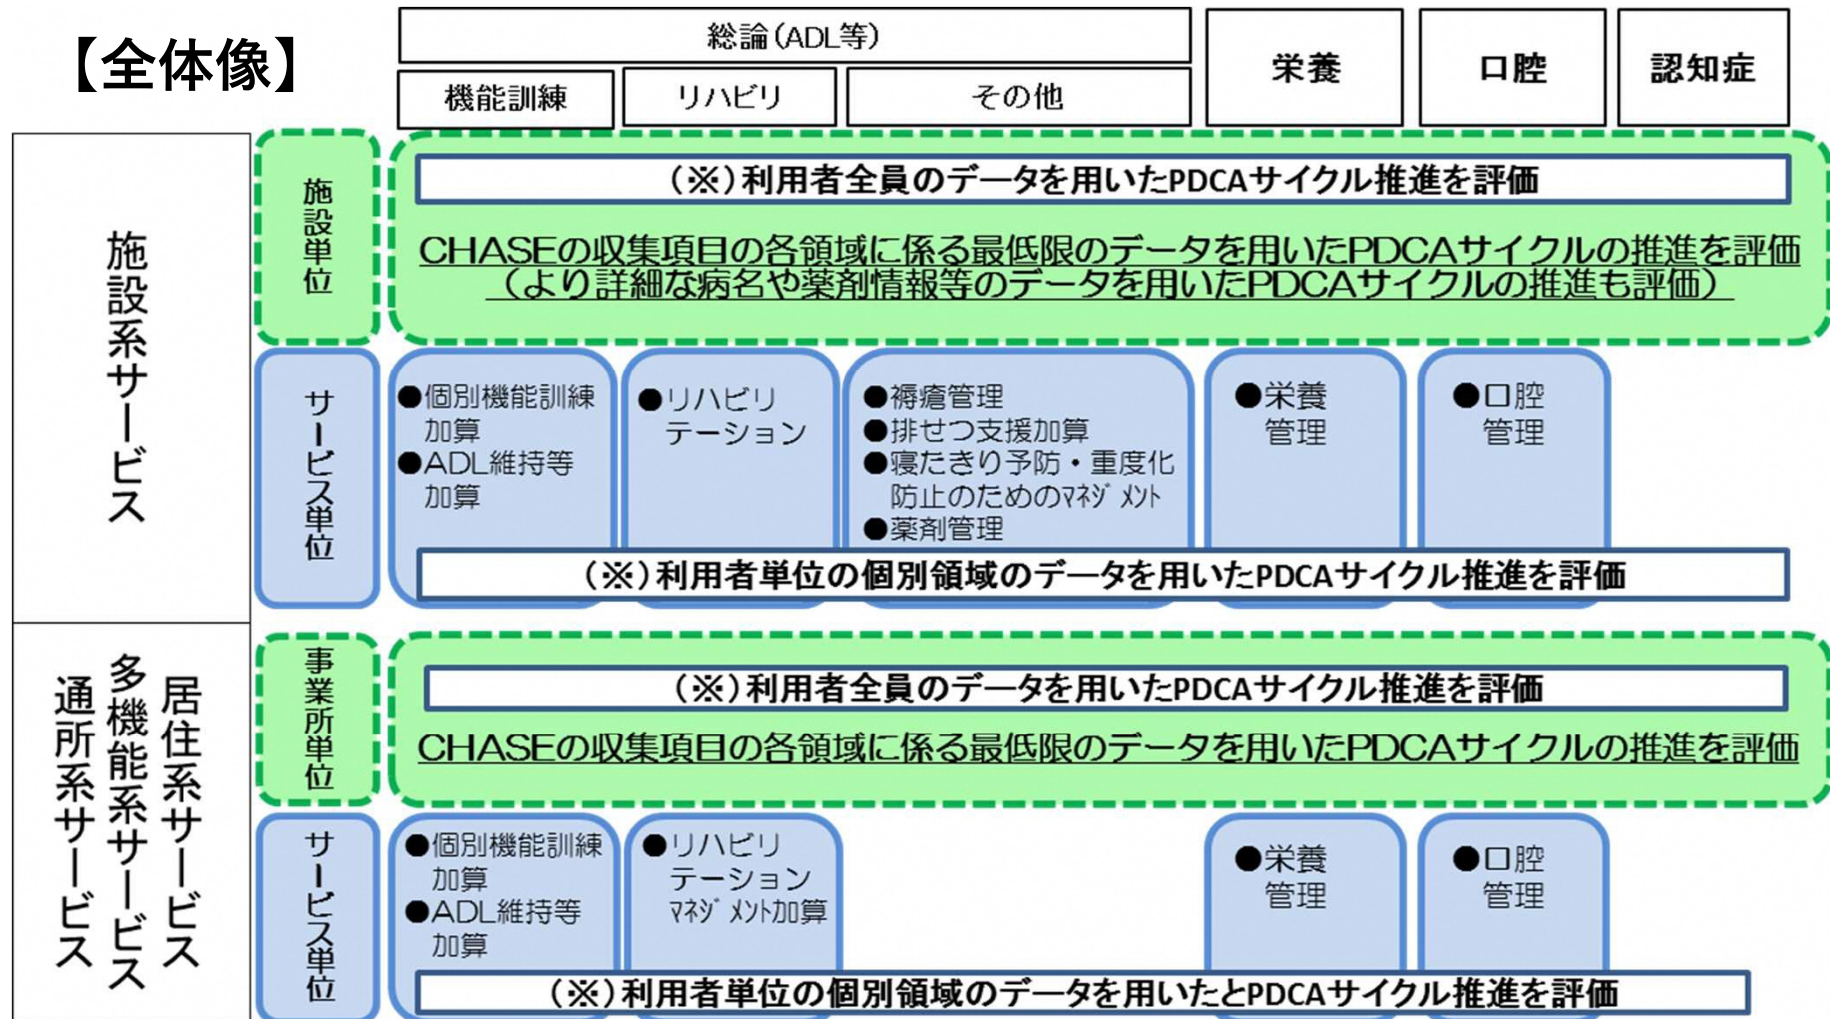 【全体像】
総論(ADL等)
機能訓練
リハビリ
その他
栄養
口腔
認知症
施設系サービス
施設単位
(※)利用者全員のデータを用いたPDCAサイクル推進を評価
CHASEの収集項目の各領域に係る最低限のデータを用いたPDCAサイクルの推進を評価
(より詳細な病名や薬剤情報等のデータを用いたPDCAサイクルの推進も評価)
サービス単位
●個別機能訓練
加算
●ADL維持等
加算
●リハビリ
テーション
●褥瘡管理
●排せつ支援加算
●寝たきり予防・重度化
防止のためのマネジメント
●薬剤管理
●栄養
管理
●口腔
管理
(※)利用者単位の個別領域のデータを用いたPDCAサイクル推進を評価
居住系サービス
多機能系サービス
通所系サービス
事業所単位
(※)利用者全員のデータを用いたPDCAサイクル推進を評価
CHASEの収集項目の各領域に係る最低限のデータを用いたPDCAサイクルの推進を評価
サービス単位
●個別機能訓練
加算
●ADL維持等
加算
●リハビリ
テーション
マネジメント加算
●栄養
管理
●口腔
管理
(※)利用者単位の個別領域のデータを用いたとPDCAサイクル推進を評価